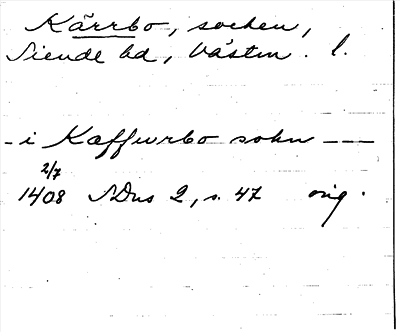 Kärrbo, socken,
Siende hd, Västm. l.
- i Kaffwrbo sokn - - -
2/7
1408 SDns 2, s. 47 orig.